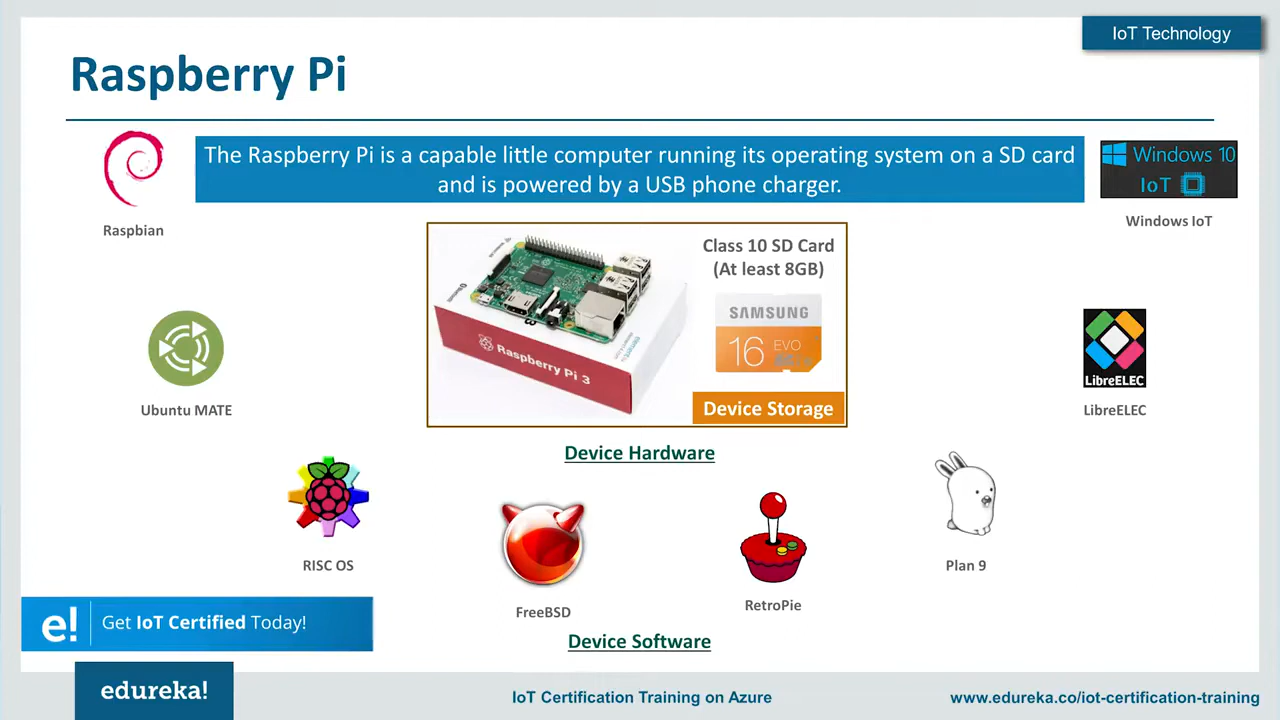 IoT Technology
Raspberry Pi
The Raspberry Pi is a capable little computer running its operating system on a SD card
and is powered by a USB phone charger.
Windows 10
IoT
Raspbian
Windows IoT
Class 10 SD Card
(At least 8GB)
SAMSUNG
16 EVO
Raspberry Pi 3
Device Storage
LibreELEC
Ubuntu MATE
LibreELEC
Device Hardware
RISC OS
Plan 9
FreeBSD
RetroPie
e! Get IoT Certified Today!
Device Software
edureka!
IoT Certification Training on Azure
www.edureka.co/iot-certification-training